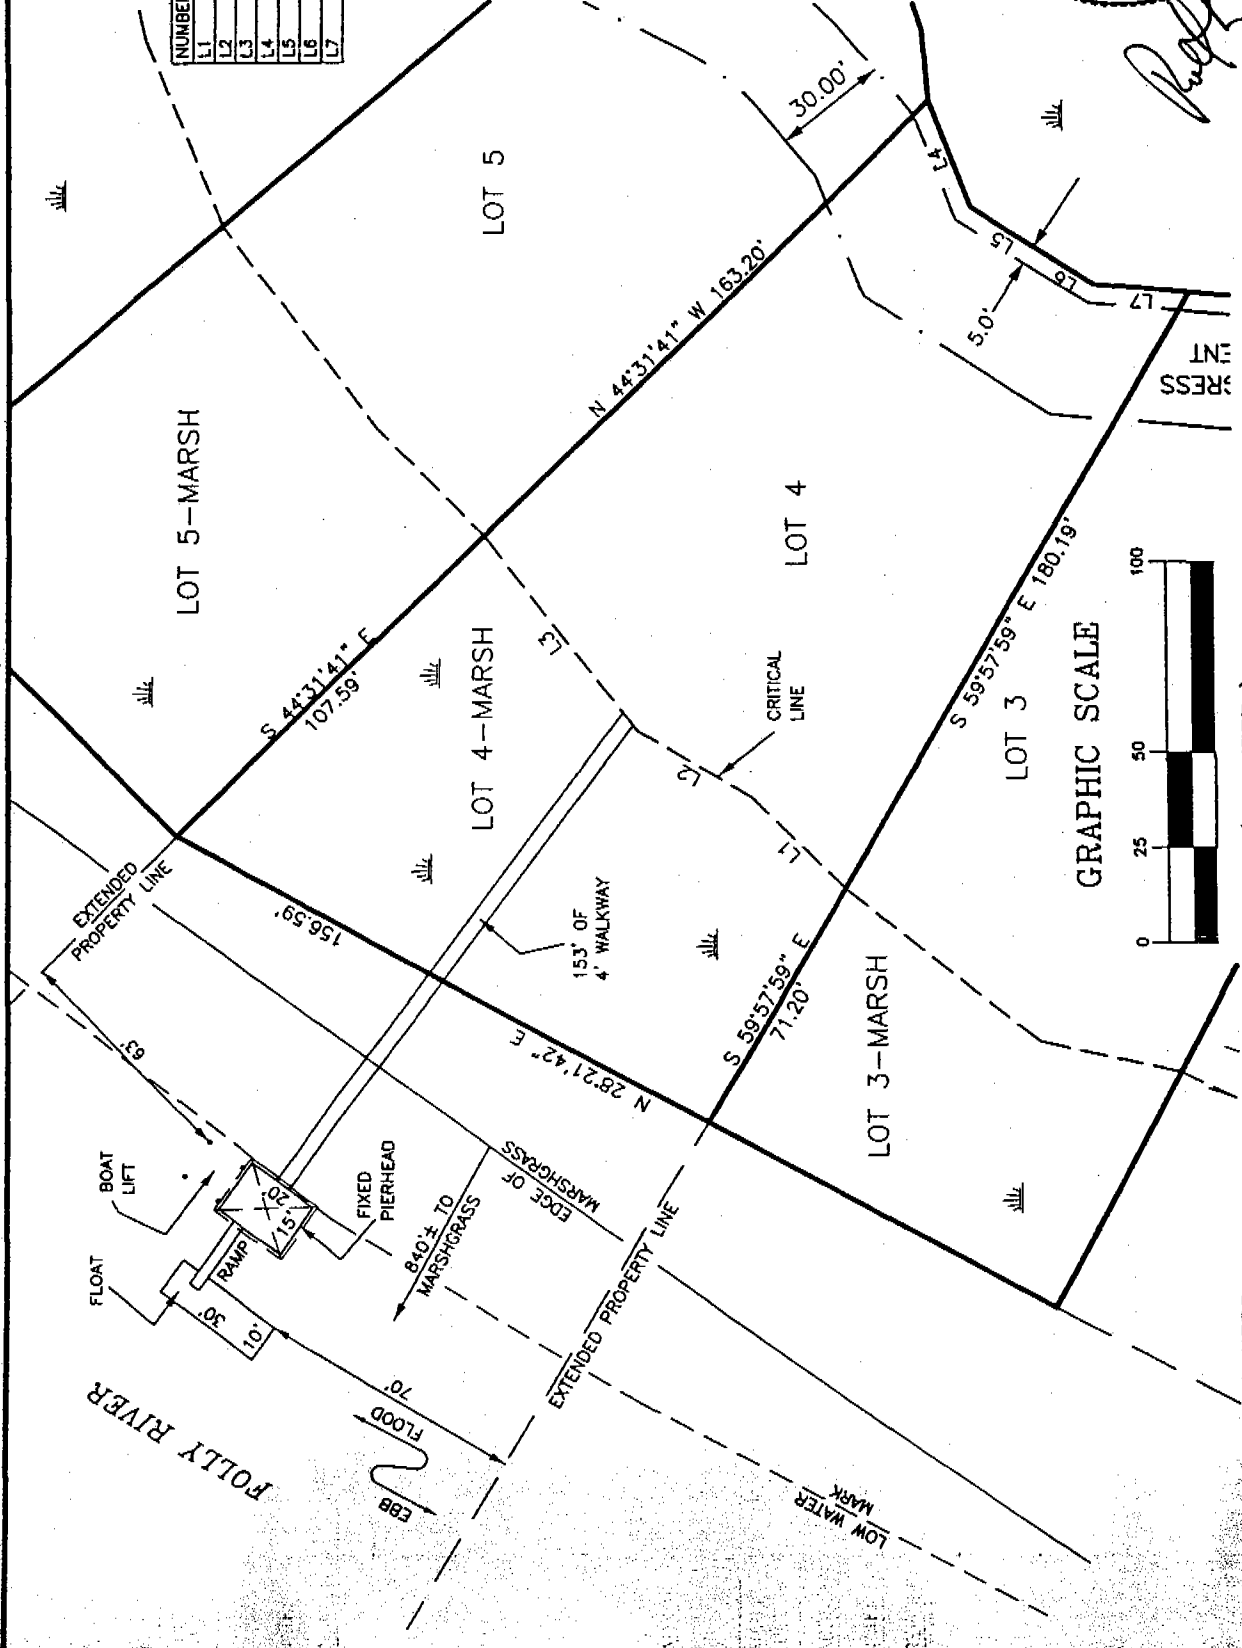 NUMBE
L1
L2
L3
L4
L5
L6
L7
LOT 5
30.00'
L4
L5
L6
L7
5.0'
LOT 5-MARSH
N 44°31'41" W 163.20'
S 44°31'41" E
107.59'
LOT 4
LOT 4-MARSH
L3
L2
L1
CRITICAL
LINE
S 59°57'59" E 180.19'
LOT 3
GRAPHIC SCALE
0
25
50
100
EXTENDED
PROPERTY LINE
156.59'
N 28°21'42" E
153' OF
4' WALKWAY
S 59°57'59" E
71.20'
LOT 3-MARSH
63'
BOAT
LIFT
FLOAT
RAMP
20'
15'
FIXED
PIERHEAD
30'
10'
70'
840'± TO
MARSHGRASS
EDGE OF
MARSHGRASS
EXTENDED PROPERTY LINE
FOLLY RIVER
FLOOD
EBB
LOW WATER
MARK